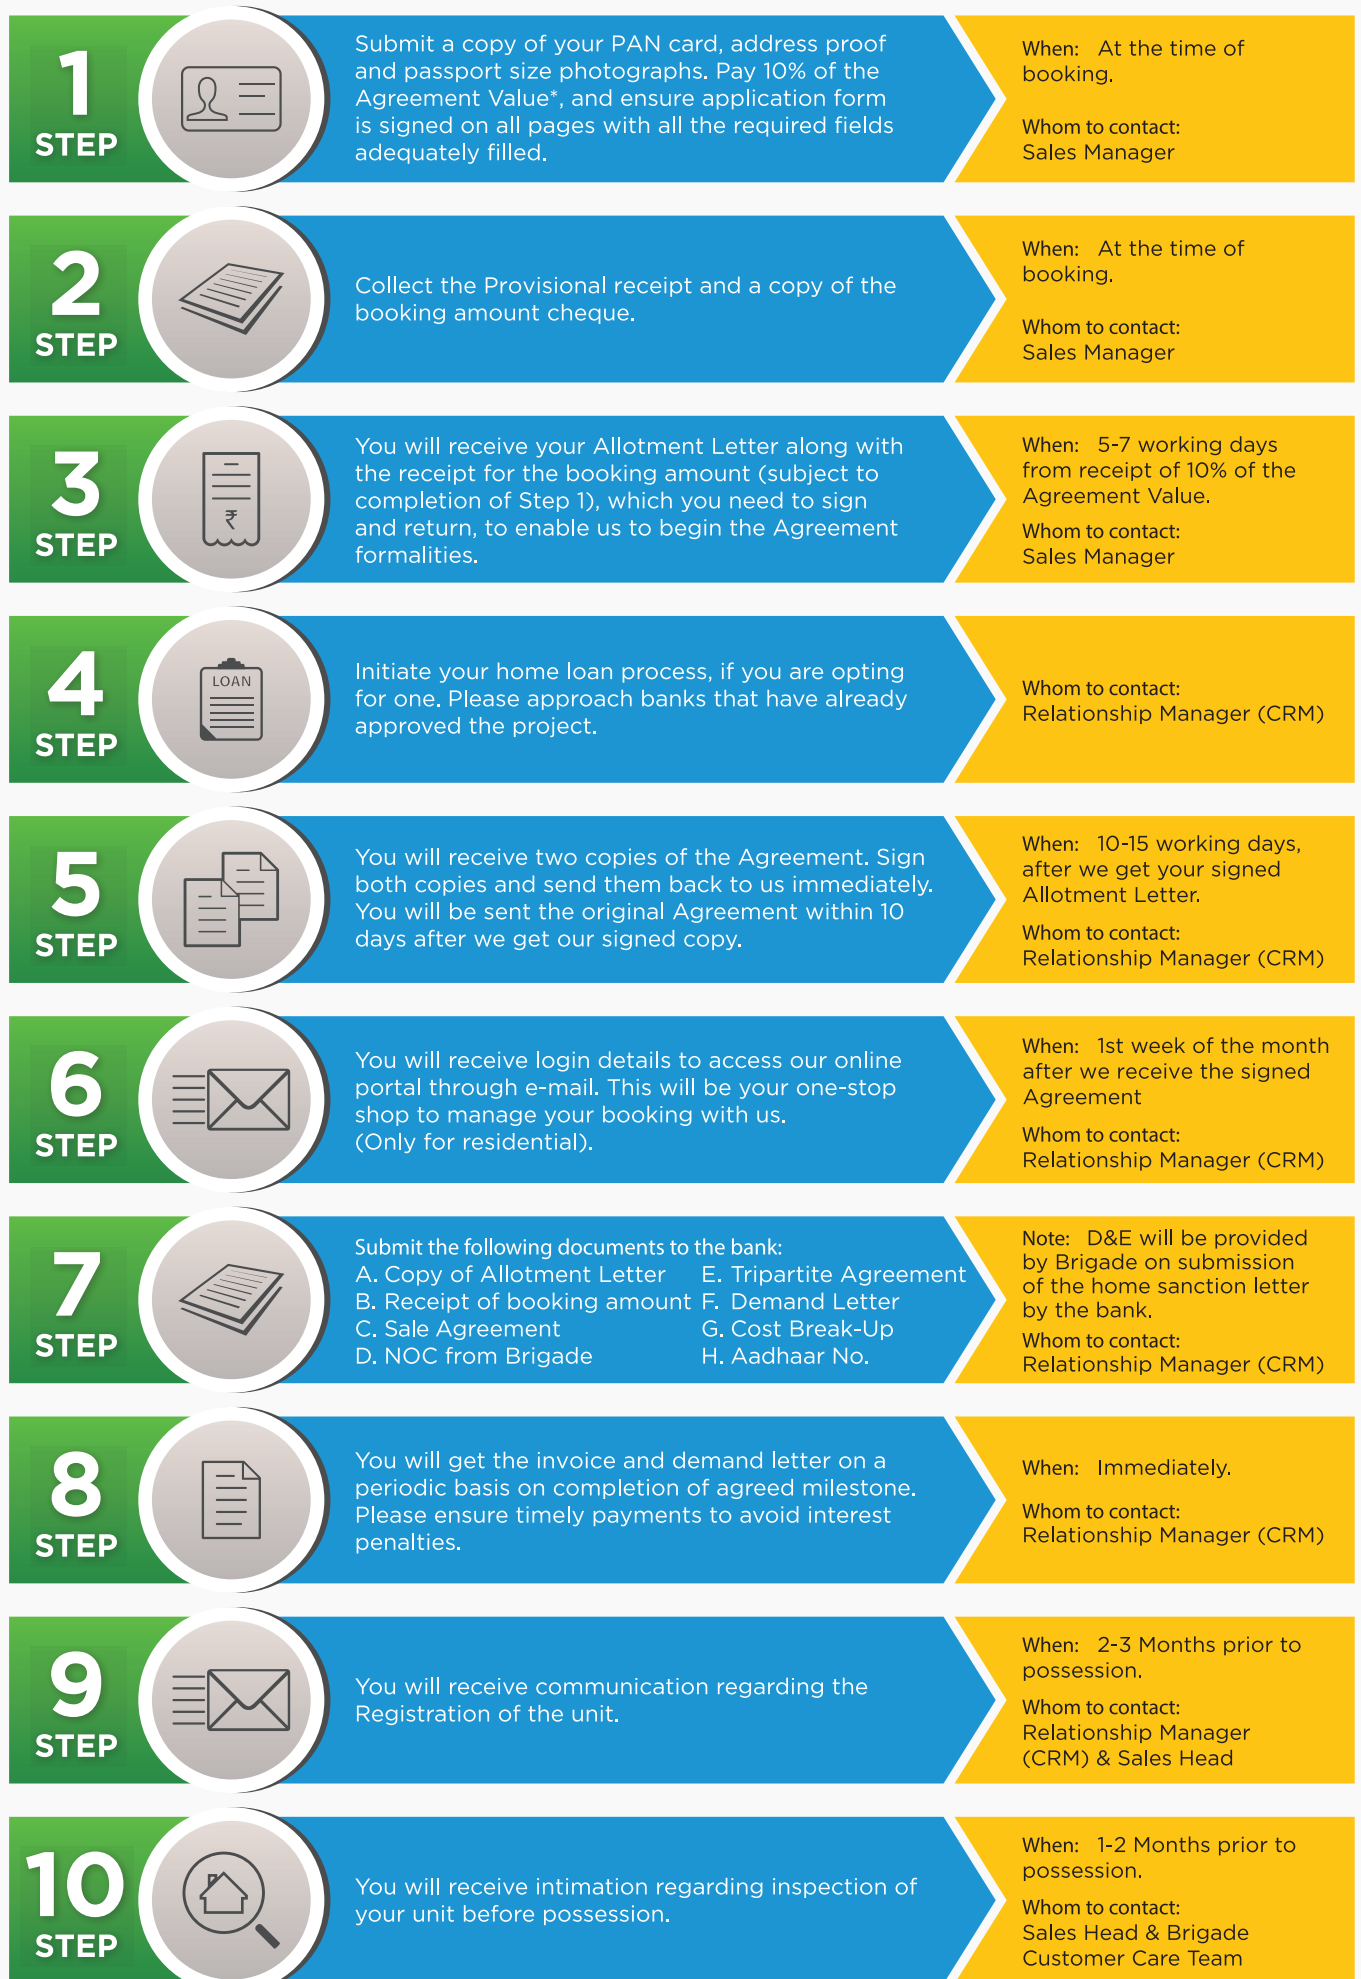 1
STEP
Submit a copy of your PAN card, address proof
and passport size photographs. Pay 10% of the
Agreement Value*, and ensure application form
is signed on all pages with all the required fields
adequately filled.
When: At the time of
booking.
Whom to contact:
Sales Manager
2
STEP
Collect the Provisional receipt and a copy of the
booking amount cheque.
When: At the time of
booking.
Whom to contact:
Sales Manager
3
STEP
₹
You will receive your Allotment Letter along with
the receipt for the booking amount (subject to
completion of Step 1), which you need to sign
and return, to enable us to begin the Agreement
formalities.
When: 5-7 working days
from receipt of 10% of the
Agreement Value.
Whom to contact:
Sales Manager
4
STEP
LOAN
Initiate your home loan process, if you are opting
for one. Please approach banks that have already
approved the project.
Whom to contact:
Relationship Manager (CRM)
5
STEP
You will receive two copies of the Agreement. Sign
both copies and send them back to us immediately.
You will be sent the original Agreement within 10
days after we get our signed copy.
When: 10-15 working days,
after we get your signed
Allotment Letter.
Whom to contact:
Relationship Manager (CRM)
6
STEP
You will receive login details to access our online
portal through e-mail. This will be your one-stop
shop to manage your booking with us.
(Only for residential).
When: 1st week of the month
after we receive the signed
Agreement
Whom to contact:
Relationship Manager (CRM)
7
STEP
Submit the following documents to the bank:
A. Copy of Allotment Letter
B. Receipt of booking amount
C. Sale Agreement
D. NOC from Brigade
E. Tripartite Agreement
F. Demand Letter
G. Cost Break-Up
H. Aadhaar No.
Note: D&E will be provided
by Brigade on submission
of the home sanction letter
by the bank.
Whom to contact:
Relationship Manager (CRM)
8
STEP
You will get the invoice and demand letter on a
periodic basis on completion of agreed milestone.
Please ensure timely payments to avoid interest
penalties.
When: Immediately.
Whom to contact:
Relationship Manager (CRM)
9
STEP
You will receive communication regarding the
Registration of the unit.
When: 2-3 Months prior to
possession.
Whom to contact:
Relationship Manager
(CRM) & Sales Head
10
STEP
You will receive intimation regarding inspection of
your unit before possession.
When: 1-2 Months prior to
possession.
Whom to contact:
Sales Head & Brigade
Customer Care Team